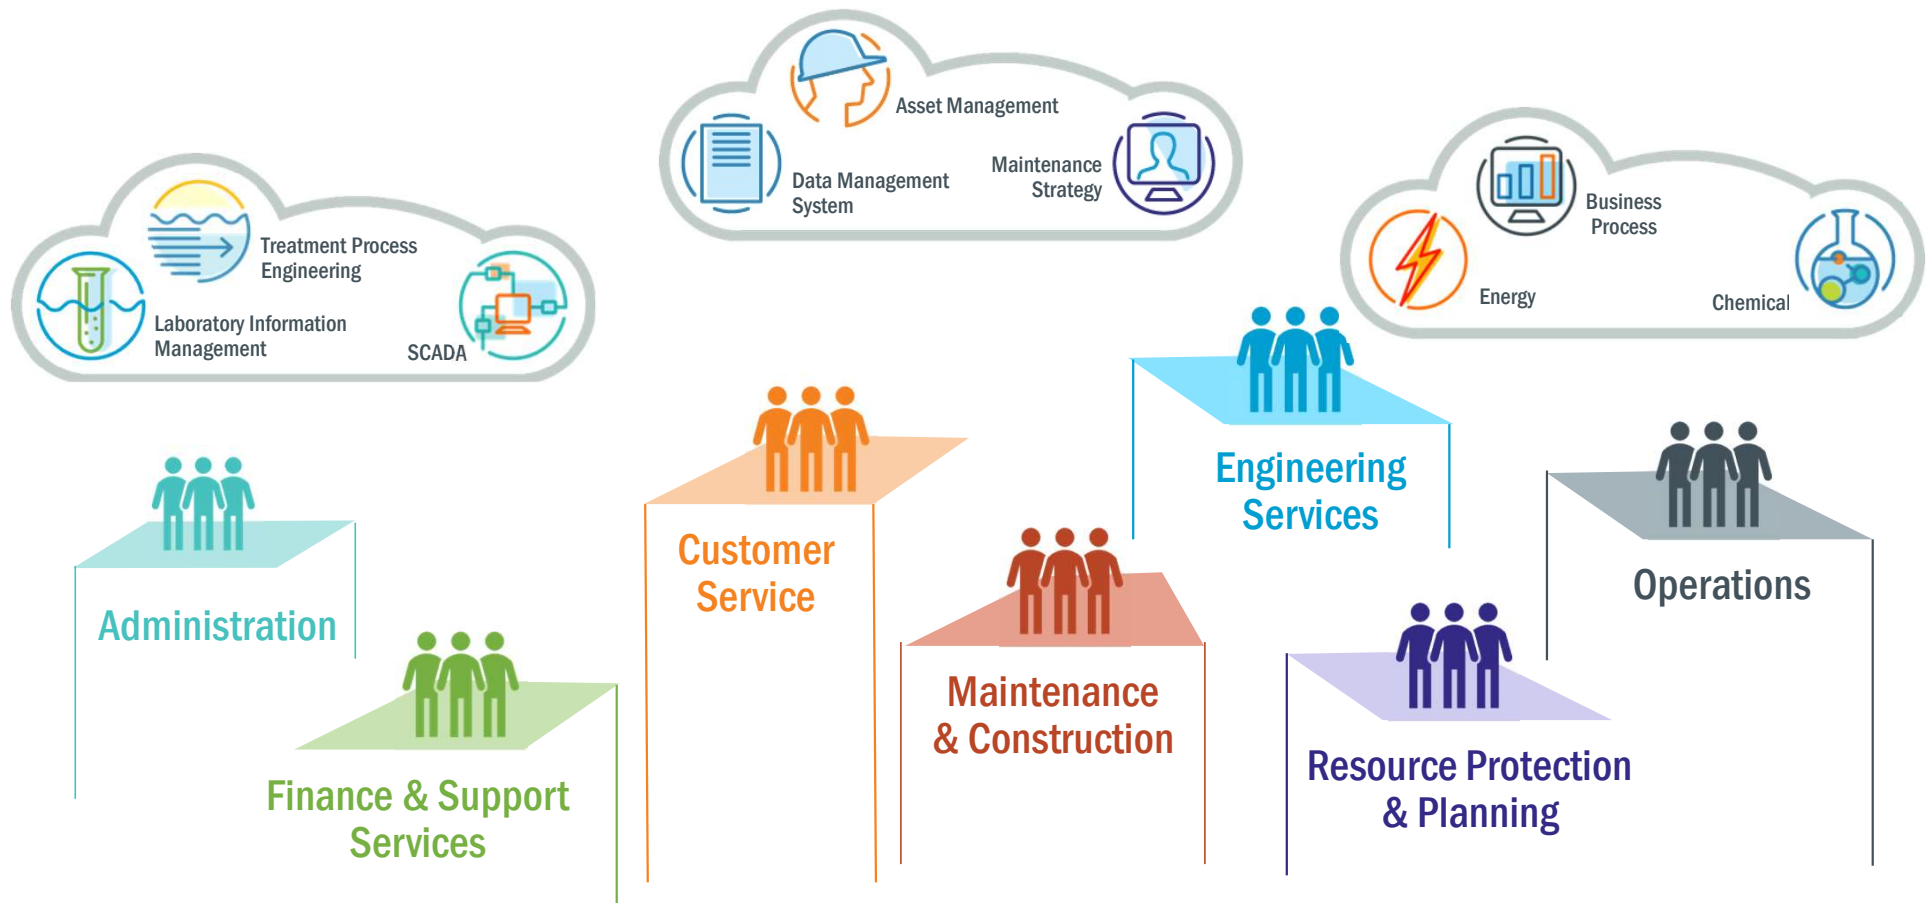 Asset Management
Data Management
System
Maintenance
Strategy
Treatment Process
Engineering
Laboratory Information
Management
SCADA
Business
Process
Energy
Chemical
Administration
Finance & Support
Services
Customer
Service
Maintenance
& Construction
Engineering
Services
Resource Protection
& Planning
Operations